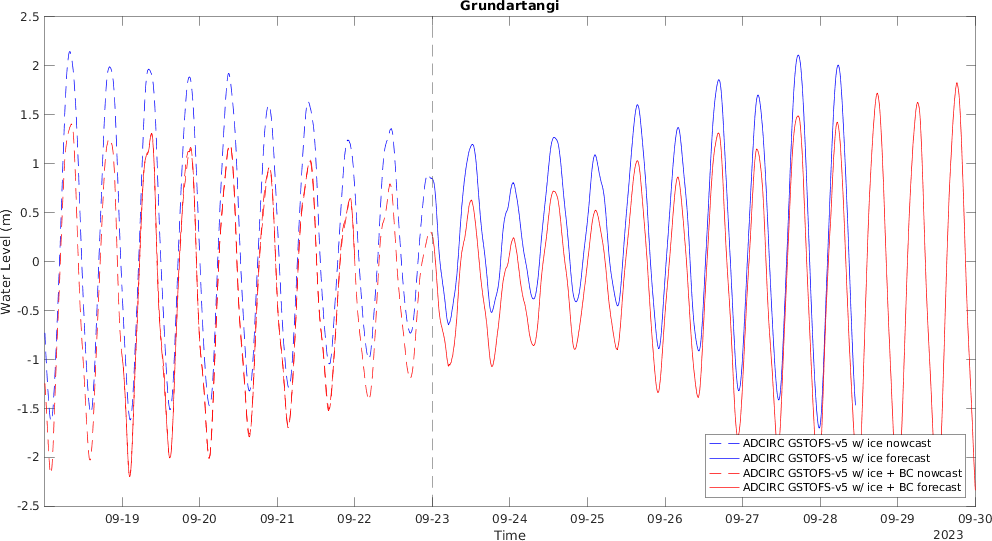 Grundartangi
2.5
2
1.5
1
0.5
0
-0.5
-1
-1.5
-2
-2.5
Water Level (m)
ADCIRC GSTOFS-v5 w/ ice nowcast
ADCIRC GSTOFS-v5 w/ ice forecast
ADCIRC GSTOFS-v5 w/ ice + BC nowcast
ADCIRC GSTOFS-v5 w/ ice + BC forecast
09-19 09-20 09-21 09-22 09-23 09-24 09-25 09-26 09-27 09-28 09-29 09-30
Time
2023